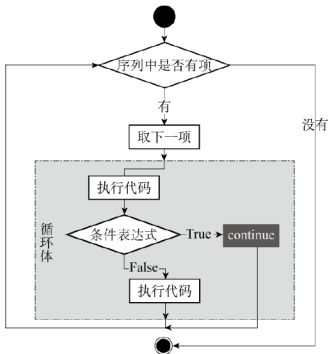 序列中是否有项
有
没有
取下一项
执行代码
循环体
条件表达式
True
continue
False
执行代码